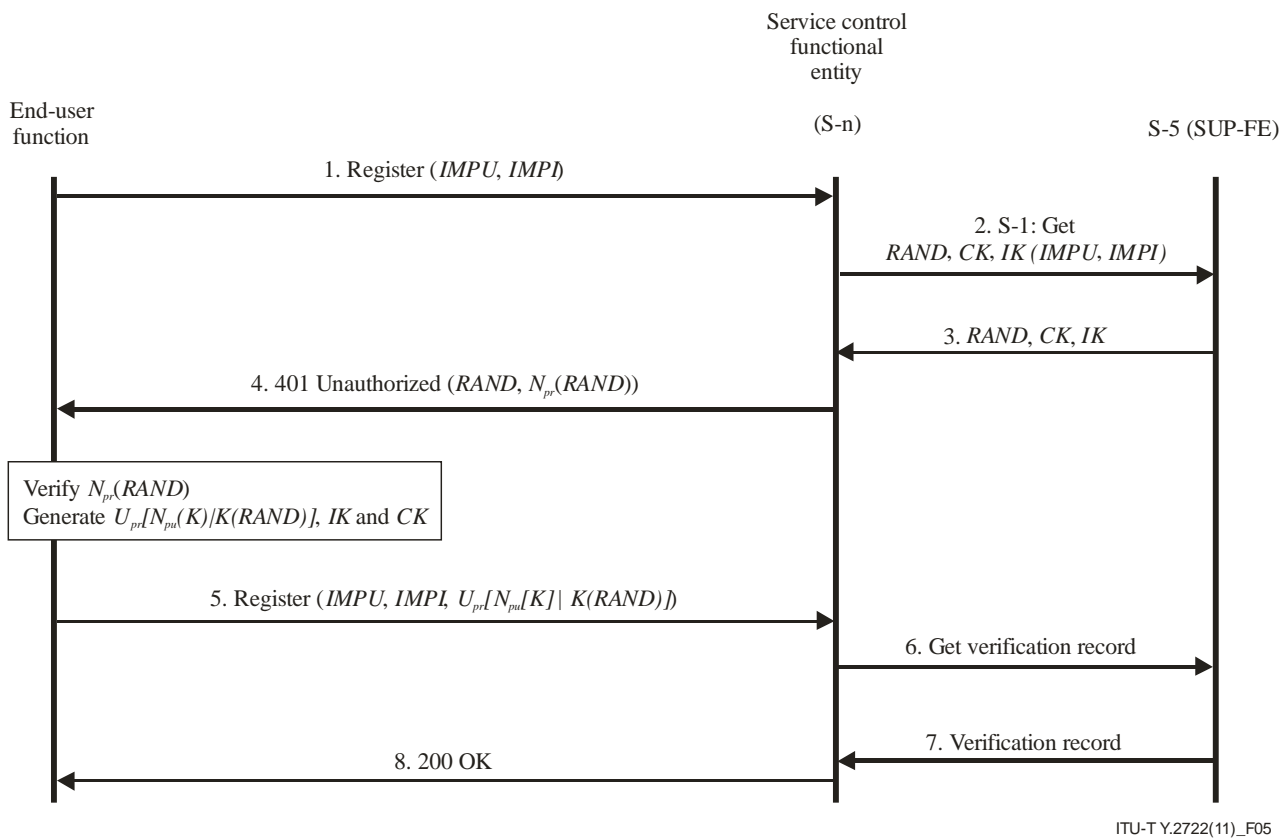 Service control
functional
entity
(S-n)
End-user
function
S-5 (SUP-FE)
1. Register (IMPU, IMPI)
2. S-1: Get
RAND, CK, IK (IMPU, IMPI)
3. RAND, CK, IK
4. 401 Unauthorized (RAND, Npr(RAND))
Verify Npr(RAND)
Generate Upr[Npu(K)/K(RAND)], IK and CK
5. Register (IMPU, IMPI, Upr[Npu[K] | K(RAND)])
6. Get verification record
7. Verification record
8. 200 OK
ITU-T Y.2722(11)_F05